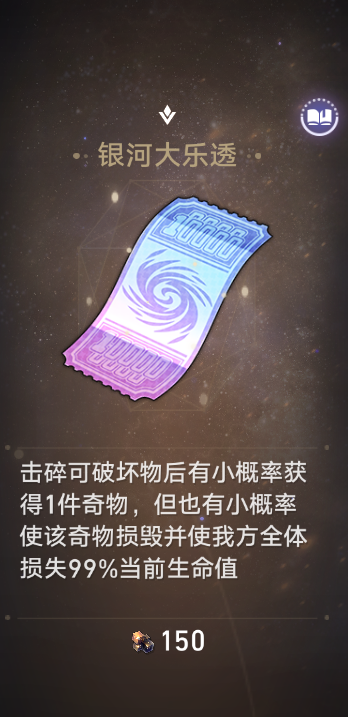 银河大乐透
10000
10000
击碎可破坏物后有小概率获
得1件奇物，但也有小概率
使该奇物损毁并使我方全体
损失99%当前生命值
150